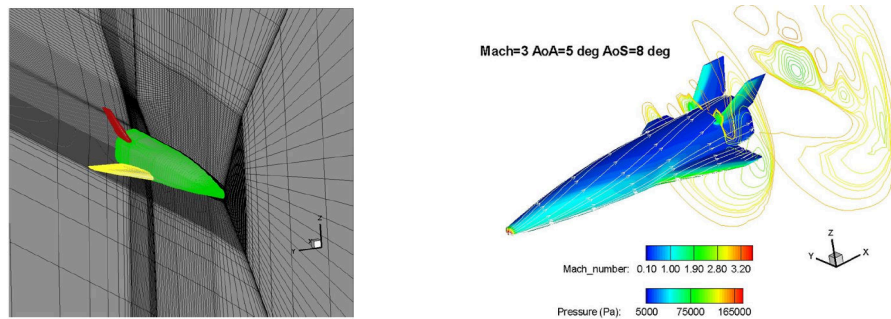 X
Y
Z
Mach=3 AoA=5 deg AoS=8 deg
Mach_number: 0.10 1.00 1.90 2.80 3.20
Pressure (Pa): 5000 75000 165000
Z
Y
X